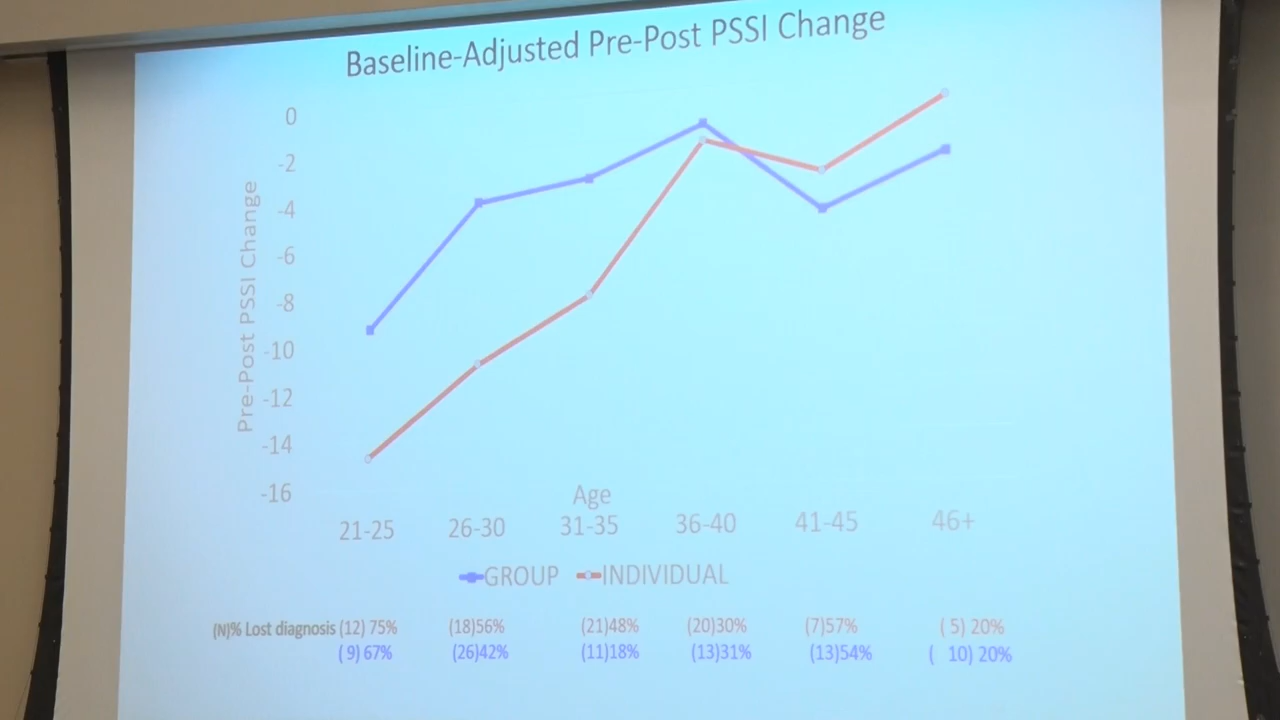 Baseline-Adjusted Pre-Post PSSI Change
Pre-Post PSSI Change
0
-2
-4
-6
-8
-10
-12
-14
-16
Age
21-25 26-30 31-35 36-40 41-45 46+
GROUP INDIVIDUAL
(N)% Lost diagnosis (12) 75% (18)56% (21)48% (20)30% (7)57% ( 5) 20%
( 9) 67% (26)42% (11)18% (13)31% (13)54% ( 10) 20%